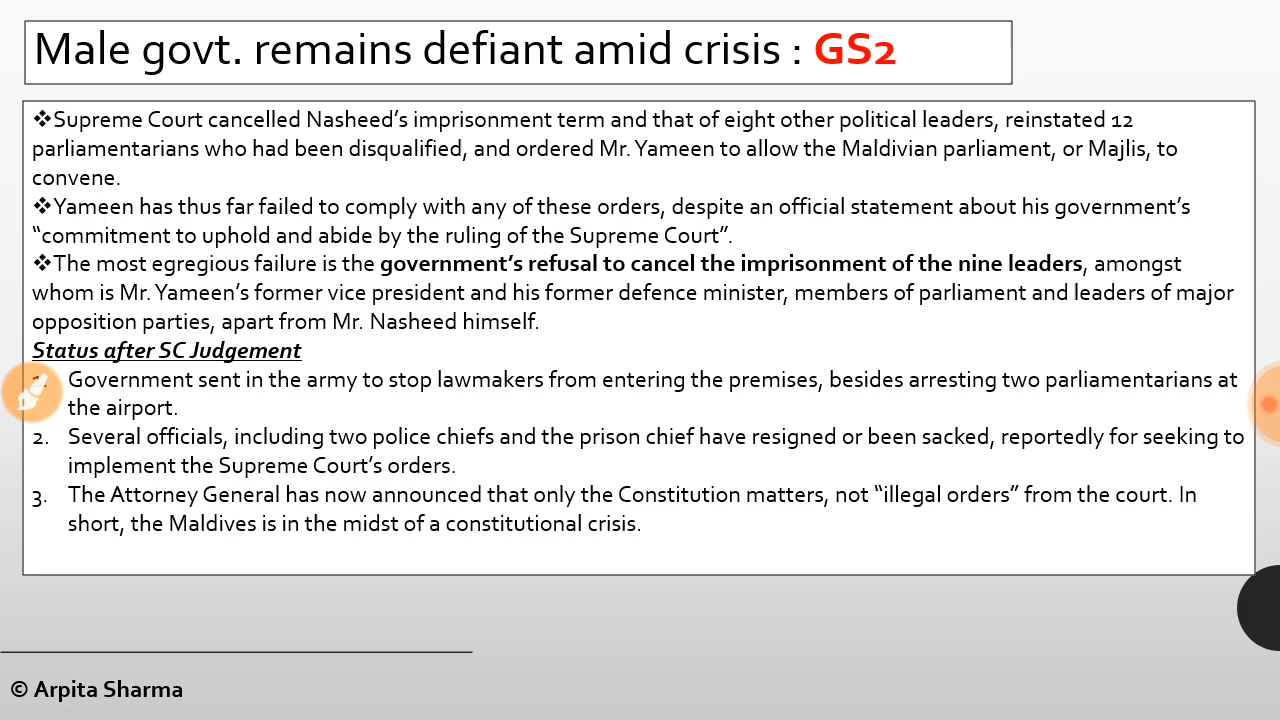 Male govt. remains defiant amid crisis : GS2
❖Supreme Court cancelled Nasheed's imprisonment term and that of eight other political leaders, reinstated 12
parliamentarians who had been disqualified, and ordered Mr. Yameen to allow the Maldivian parliament, or Majlis, to
convene.
❖Yameen has thus far failed to comply with any of these orders, despite an official statement about his government's
“commitment to uphold and abide by the ruling of the Supreme Court”.
❖The most egregious failure is the government's refusal to cancel the imprisonment of the nine leaders, amongst
whom is Mr. Yameen's former vice president and his former defence minister, members of parliament and leaders of major
opposition parties, apart from Mr. Nasheed himself.
Status after SC Judgement
1. Government sent in the army to stop lawmakers from entering the premises, besides arresting two parliamentarians at
the airport.
2. Several officials, including two police chiefs and the prison chief have resigned or been sacked, reportedly for seeking to
implement the Supreme Court's orders.
3. The Attorney General has now announced that only the Constitution matters, not “illegal orders” from the court. In
short, the Maldives is in the midst of a constitutional crisis.
© Arpita Sharma